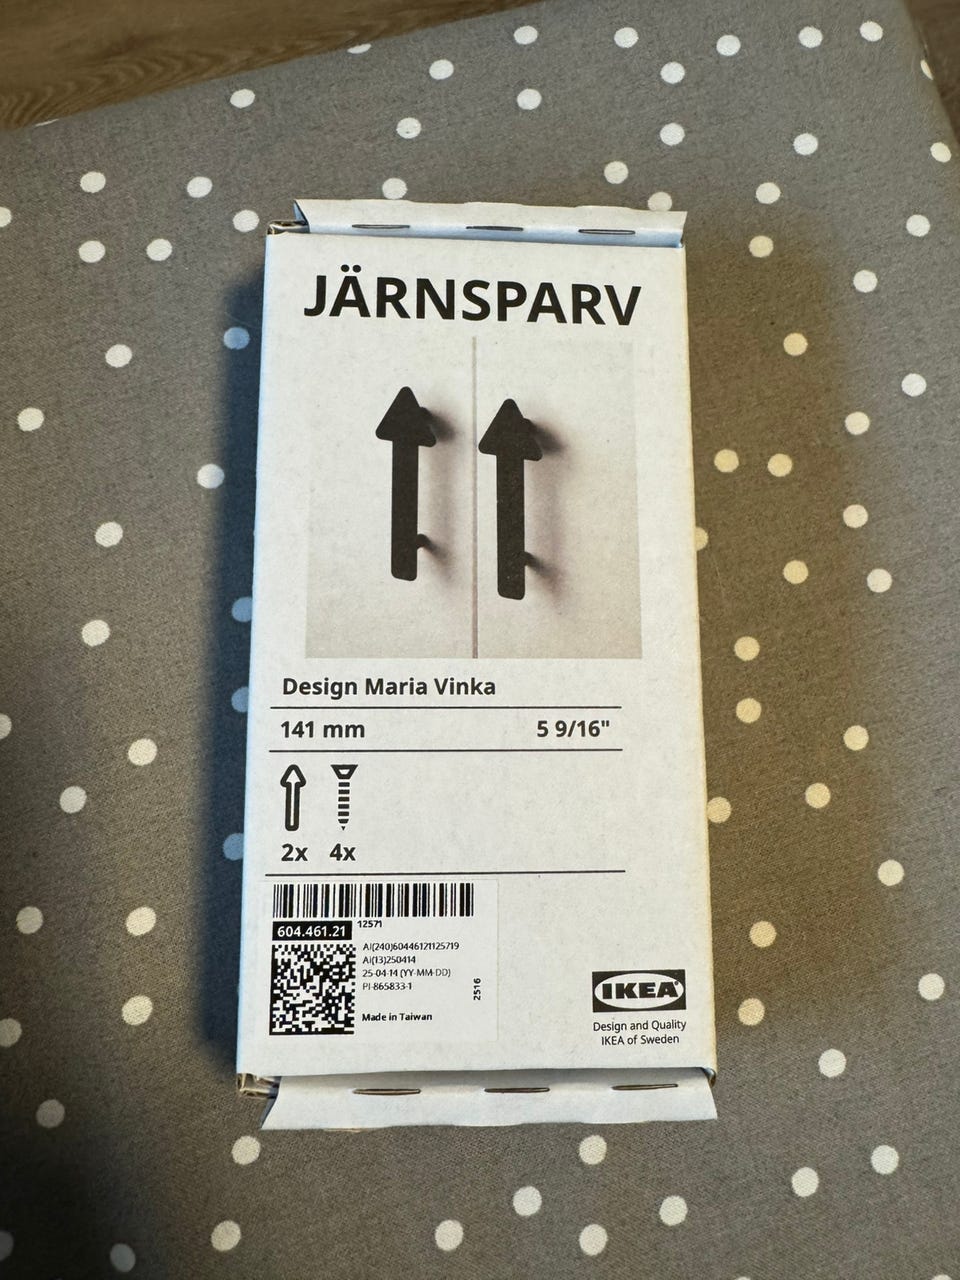 JÄRNSPARV
Design Maria Vinka
141 mm 5 9/16"
2x 4x
604.461.21 12571
AI(240)60446121125719
AI(13)250414
25-04-14 (YY-MM-DD)
PI-865833-1
2516
Made in Taiwan
IKEA®
Design and Quality
IKEA of Sweden